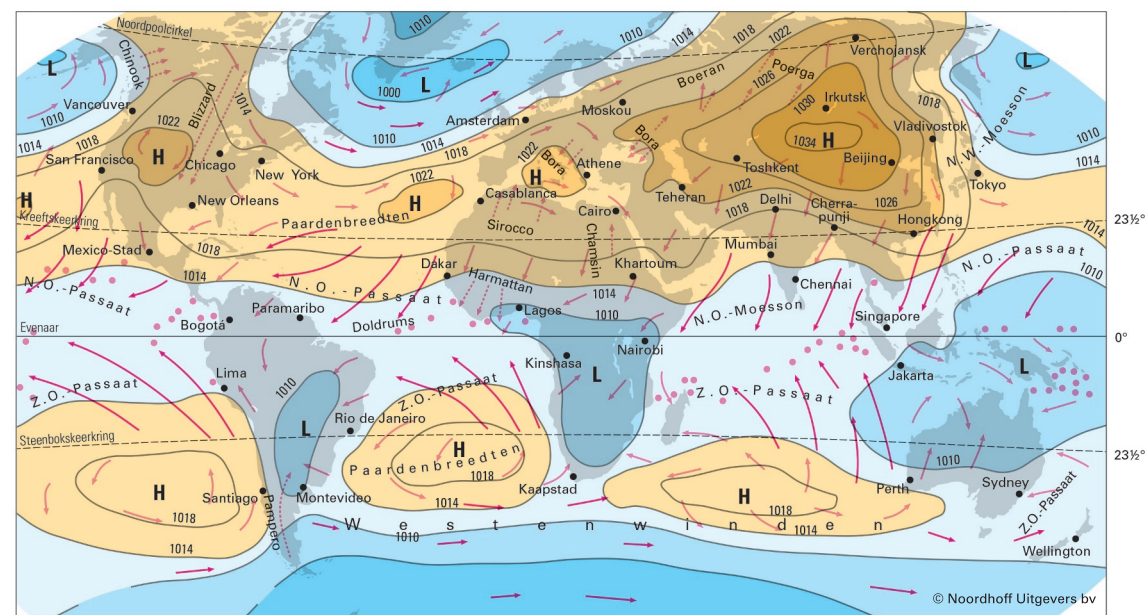 Noordpoolcirkel
1010
1010
1014
1018
1022
Verchojansk
L
Chinook
L
1000
Boeran
Poerga
1026
L
Vancouver
Blizzard
1014
1030
Irkutsk
1018
1010
Moskou
1010
Amsterdam
1010
1014
1018
1022
Bora
Vladivostok
N.W.-Moesson
1010
1014
1018
San Francisco
H
Chicago
New York
1022
Bora
Athene
H
1034
H
Beijing
1014
Toshkent
Tokyo
H
New Orleans
1022
H
Casablanca
Teheran
1022
1026
Kreeftskeerkring
Paardenbreedten
Sirocco
Cairo
1018
Delhi
Cherra-
punji
Hongkong
23½°
1014
Mexico-Stad
1018
Chamsin
Mumbai
N.O.-Passaat
1014
Dakar
Harmattan
Khartoum
Chennai
N.O.-Passaat
1010
N.O.-Passaat
1014
Bogotá
Paramaribo
Doldrums
Lagos
1010
N.O.-Moesson
Singapore
Evenaar
0°
Nairobi
Kinshasa
Lima
1010
L
Jakarta
L
Z.O.-Passaat
Z.O.-Passaat
Z.O.-Passaat
Rio de Janeiro
Steenbokskeerkring
L
H
Paardenbreedten
1018
1010
23½°
H
1018
Santiago
Montevideo
1014
Kaapstad
H
1018
Perth
Sydney
Z.O.-Passaat
1014
Pampero
Westenwinden
1010
1014
Wellington
© Noordhoff Uitgevers bv